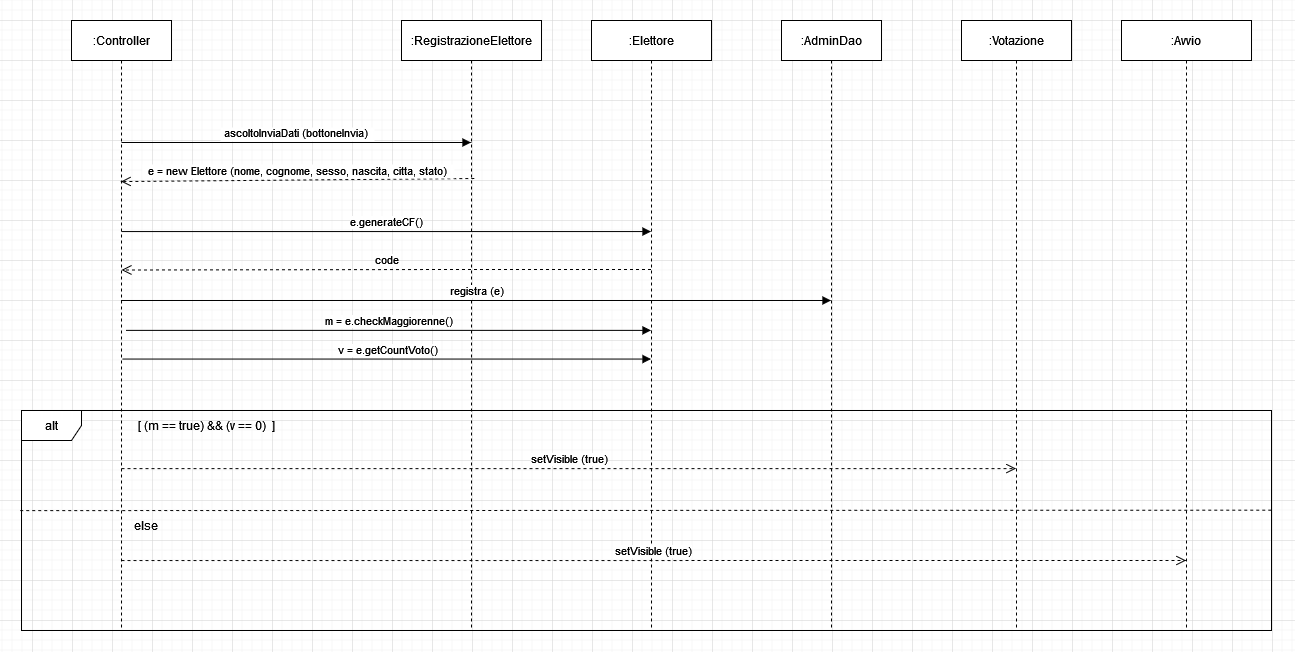 :Controller
:RegistrazioneElettore
:Elettore
:AdminDao
:Votazione
:Avvio
ascoltoInviaDati (bottoneInvia)
e = new Elettore (nome, cognome, sesso, nascita, citta, stato)
e.generateCF()
code
registra (e)
m = e.checkMaggiorenne()
v = e.getCountVoto()
alt
[ (m == true) && (v == 0) ]
setVisible (true)
else
setVisible (true)